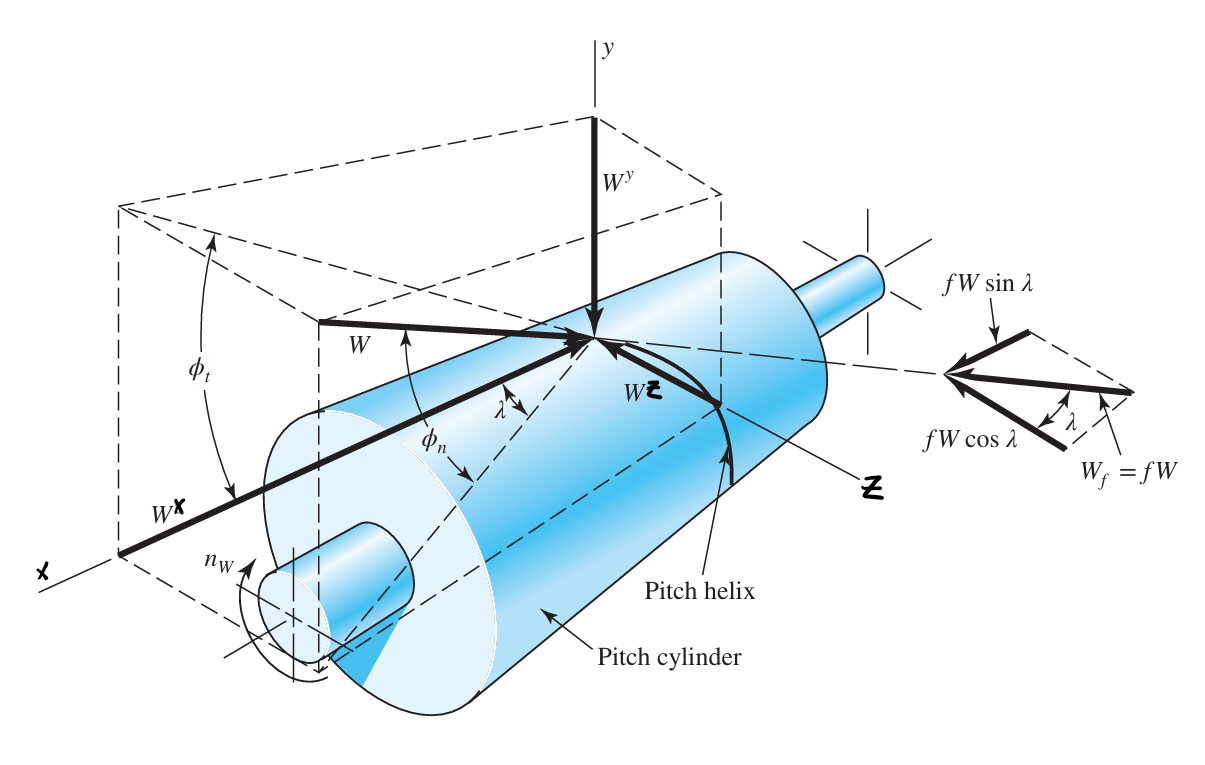 y
W^y
fW sin λ
W
ϕ_t
λ
W^z
ϕ_n
fW cos λ
λ
W_f = fW
z
W^x
x
n_W
Pitch helix
Pitch cylinder